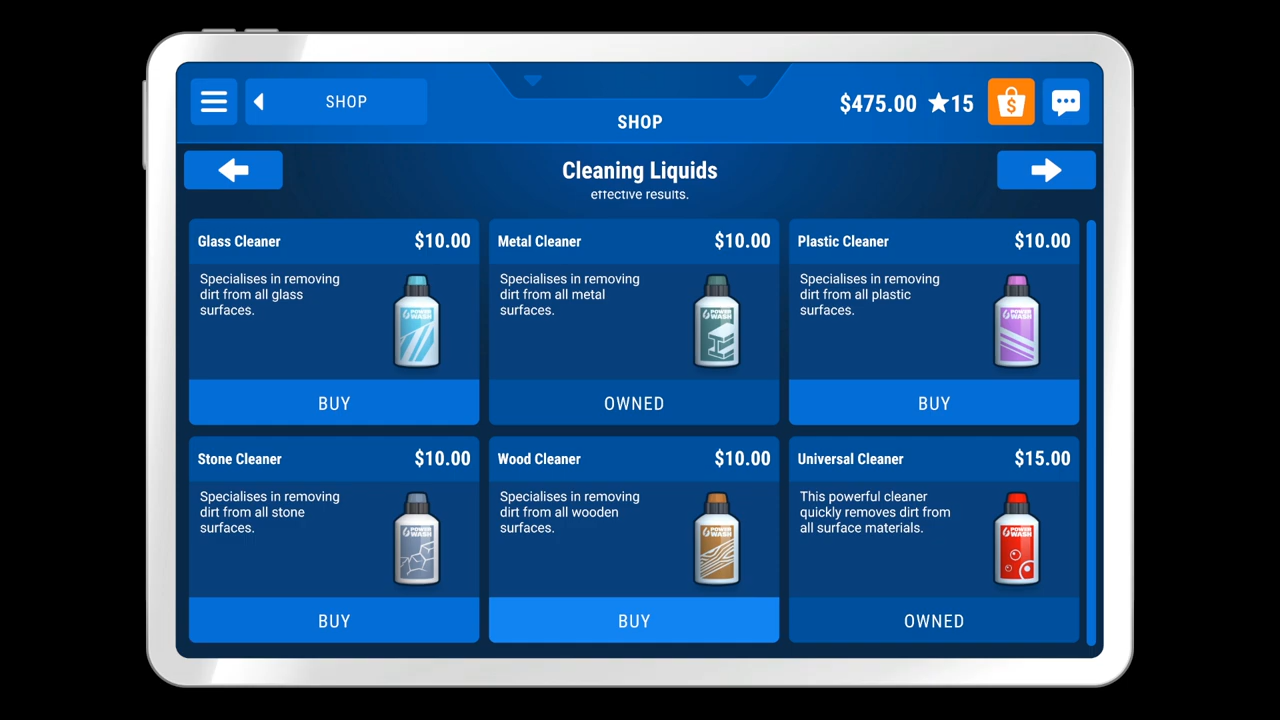 SHOP
$475.00 ★15
$
SHOP
Cleaning Liquids
effective results.
Glass Cleaner $10.00
Specialises in removing
dirt from all glass
surfaces.
POWER
WASH
BUY
Metal Cleaner $10.00
Specialises in removing
dirt from all metal
surfaces.
POWER
WASH
OWNED
Plastic Cleaner $10.00
Specialises in removing
dirt from all plastic
surfaces.
POWER
WASH
BUY
Stone Cleaner $10.00
Specialises in removing
dirt from all stone
surfaces.
POWER
WASH
BUY
Wood Cleaner $10.00
Specialises in removing
dirt from all wooden
surfaces.
POWER
WASH
BUY
Universal Cleaner $15.00
This powerful cleaner
quickly removes dirt from
all surface materials.
POWER
WASH
OWNED